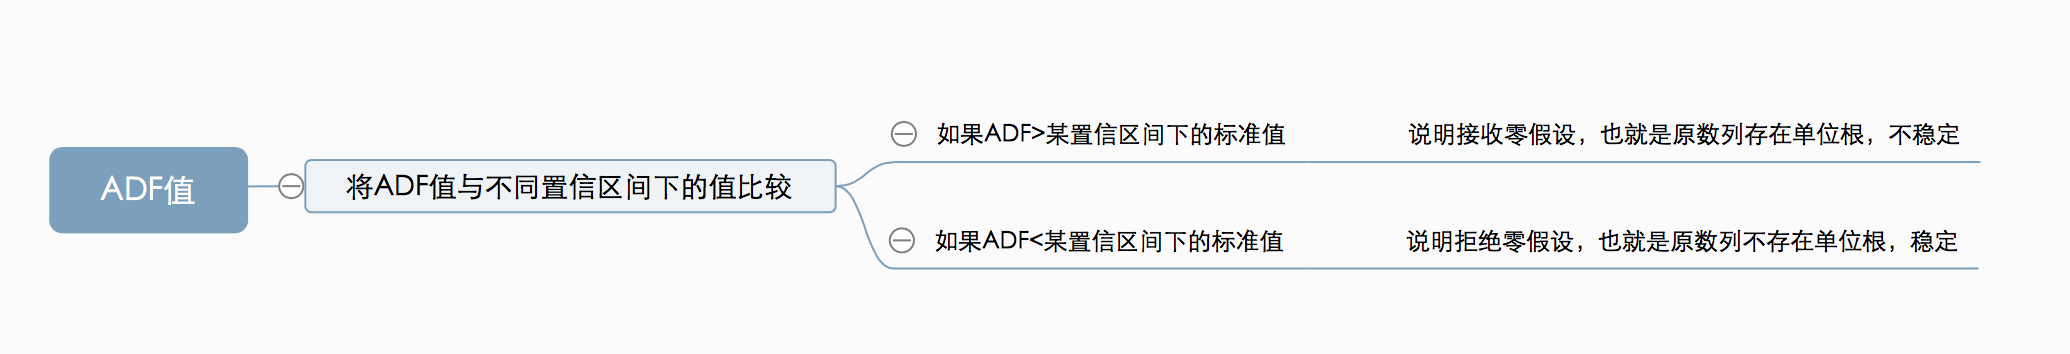 ADF值
将ADF值与不同置信区间下的值比较
如果ADF>某置信区间下的标准值
说明接收零假设，也就是原数列存在单位根，不稳定
如果ADF<某置信区间下的标准值
说明拒绝零假设，也就是原数列不存在单位根，稳定